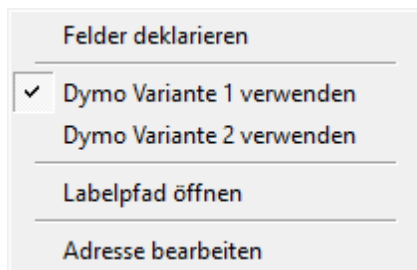 Felder deklarieren
Dymo Variante 1 verwenden
Dymo Variante 2 verwenden
Labelpfad öffnen
Adresse bearbeiten